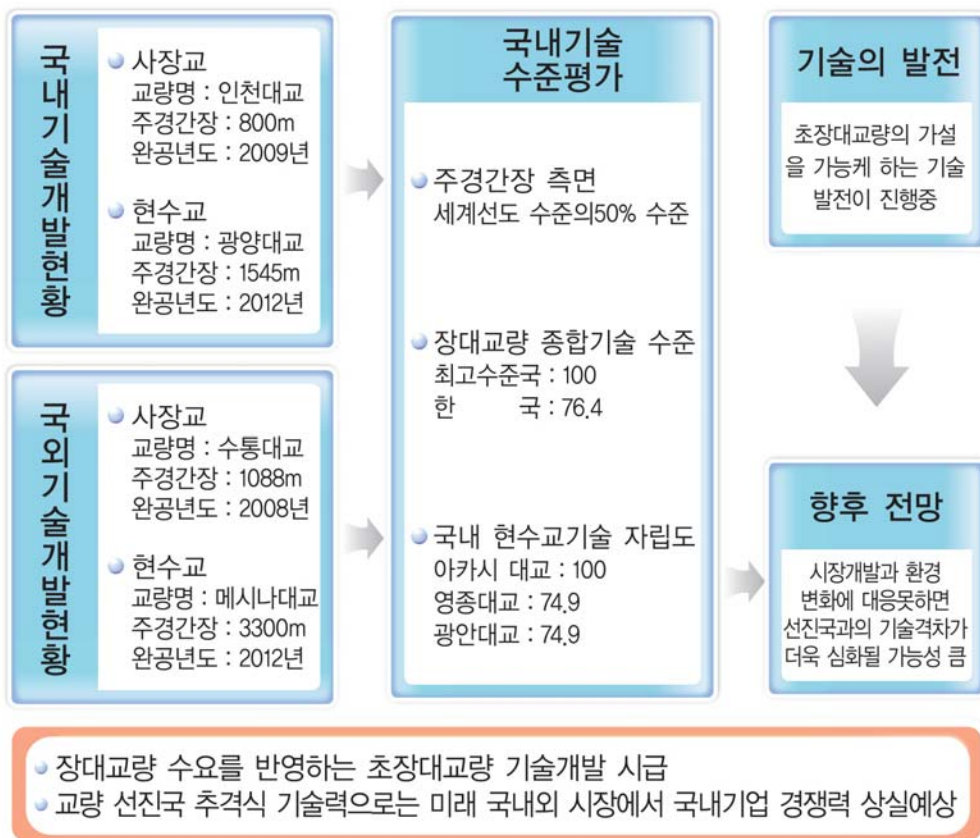 국내기술개발현황
사장교
교량명 : 인천대교
주경간장 : 800m
완공년도 : 2009년
현수교
교량명 : 광양대교
주경간장 : 1545m
완공년도 : 2012년
국외기술개발현황
사장교
교량명 : 수통대교
주경간장 : 1088m
완공년도 : 2008년
현수교
교량명 : 메시나대교
주경간장 : 3300m
완공년도 : 2012년
국내기술
수준평가
주경간장 측면
세계선도 수준의50% 수준
장대교량 종합기술 수준
최고수준국 : 100
한 국 : 76.4
국내 현수교기술 자립도
아카시 대교 : 100
영종대교 : 74.9
광안대교 : 74.9
기술의 발전
초장대교량의 가설
을 가능케 하는 기술
발전이 진행중
향후 전망
시장개발과 환경
변화에 대응못하면
선진국과의 기술격차가
더욱 심화될 가능성 큼
장대교량 수요를 반영하는 초장대교량 기술개발 시급
교량 선진국 추격식 기술력으로는 미래 국내외 시장에서 국내기업 경쟁력 상실예상